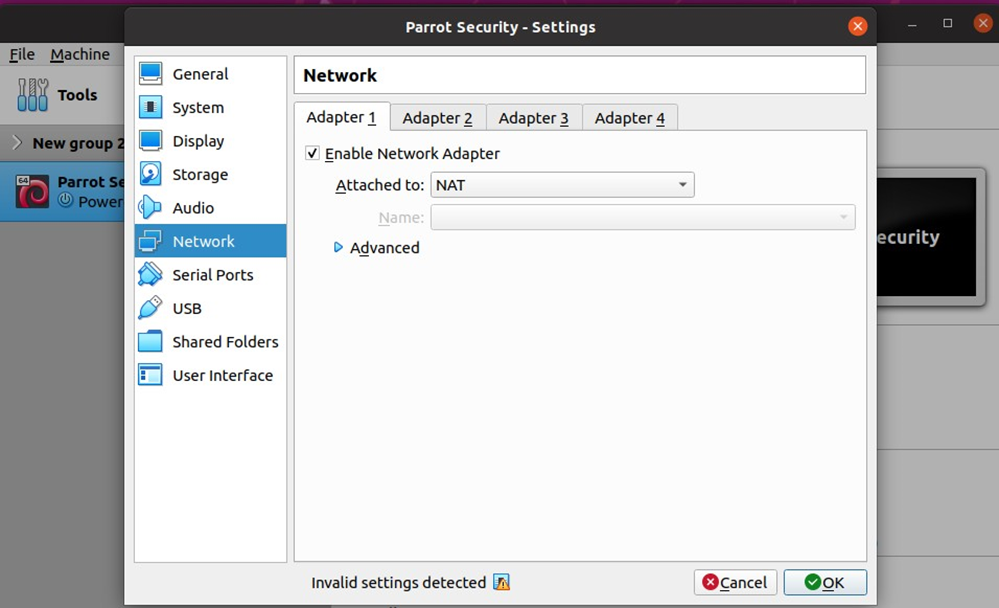 Parrot Security - Settings
File Machine
Tools
New group 2
64
Parrot Se
Power
ecurity
General
System
Display
Storage
Audio
Network
Serial Ports
USB
Shared Folders
User Interface
Network
Adapter 1 Adapter 2 Adapter 3 Adapter 4
Enable Network Adapter
Attached to: NAT
Name:
Advanced
Invalid settings detected
Cancel OK